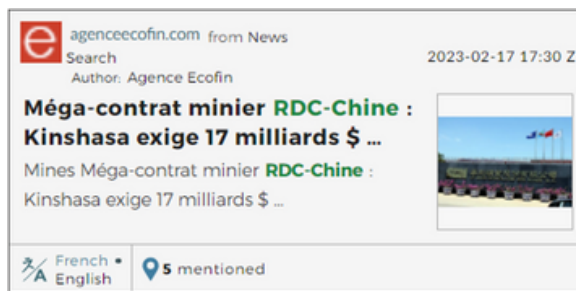 e agenceecofin.com from News
Search 2023-02-17 17:30 Z
Author: Agence Ecofin
Méga-contrat minier RDC-Chine :
Kinshasa exige 17 milliards $ ...
Mines Méga-contrat minier RDC-Chine :
Kinshasa exige 17 milliards $ ...
French •
English
5 mentioned